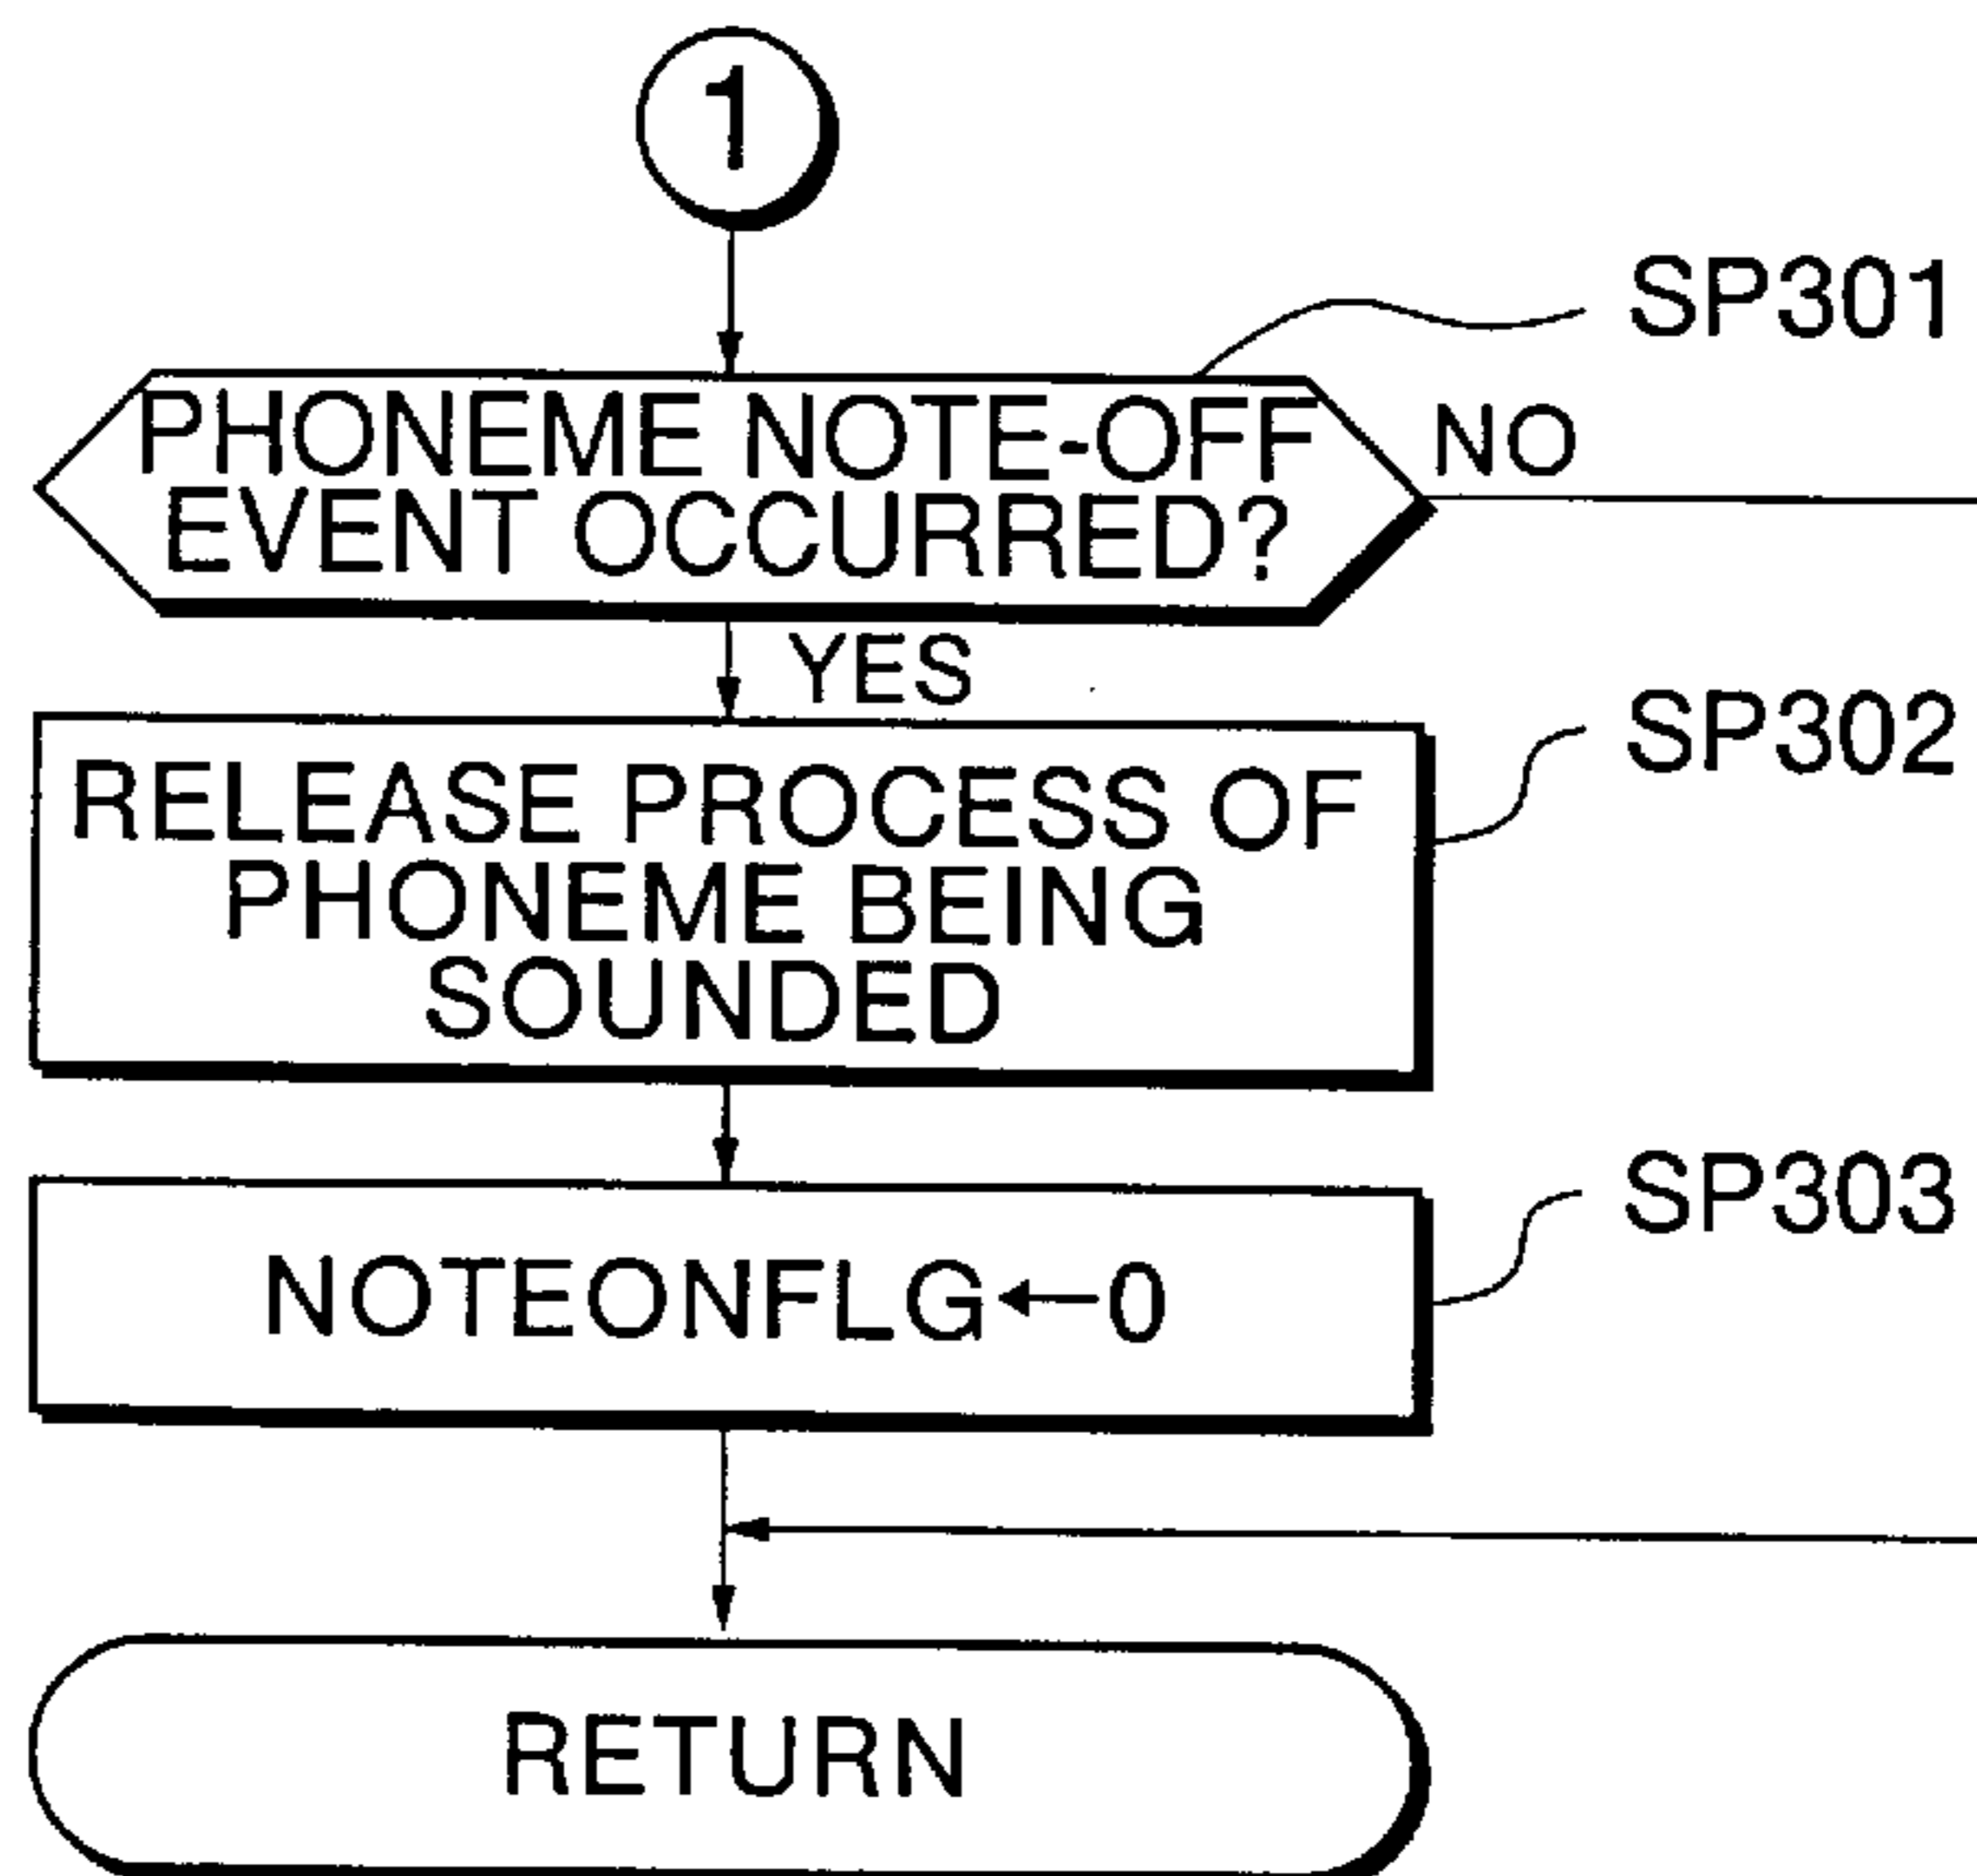 1
SP301
PHONEME NOTE-OFF
EVENT OCCURRED?
NO
YES
SP302
RELEASE PROCESS OF
PHONEME BEING
SOUNDED
SP303
NOTEONFLG←0
RETURN